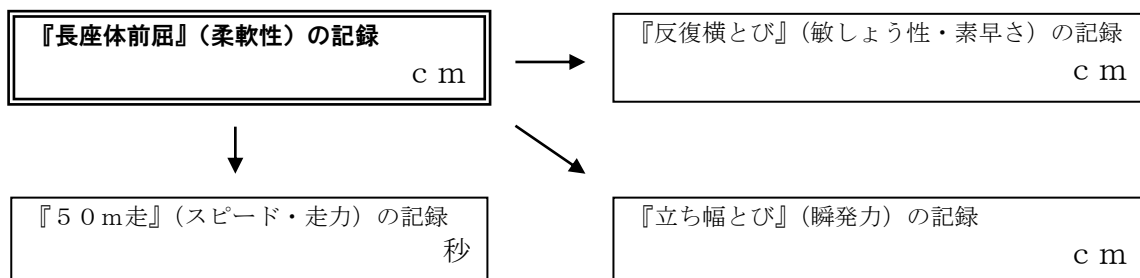 『長座体前屈』（柔軟性）の記録
ｃｍ
『反復横とび』（敏しょう性・素早さ）の記録
ｃｍ
『５０ｍ走』（スピード・走力）の記録
秒
『立ち幅とび』（瞬発力）の記録
ｃｍ